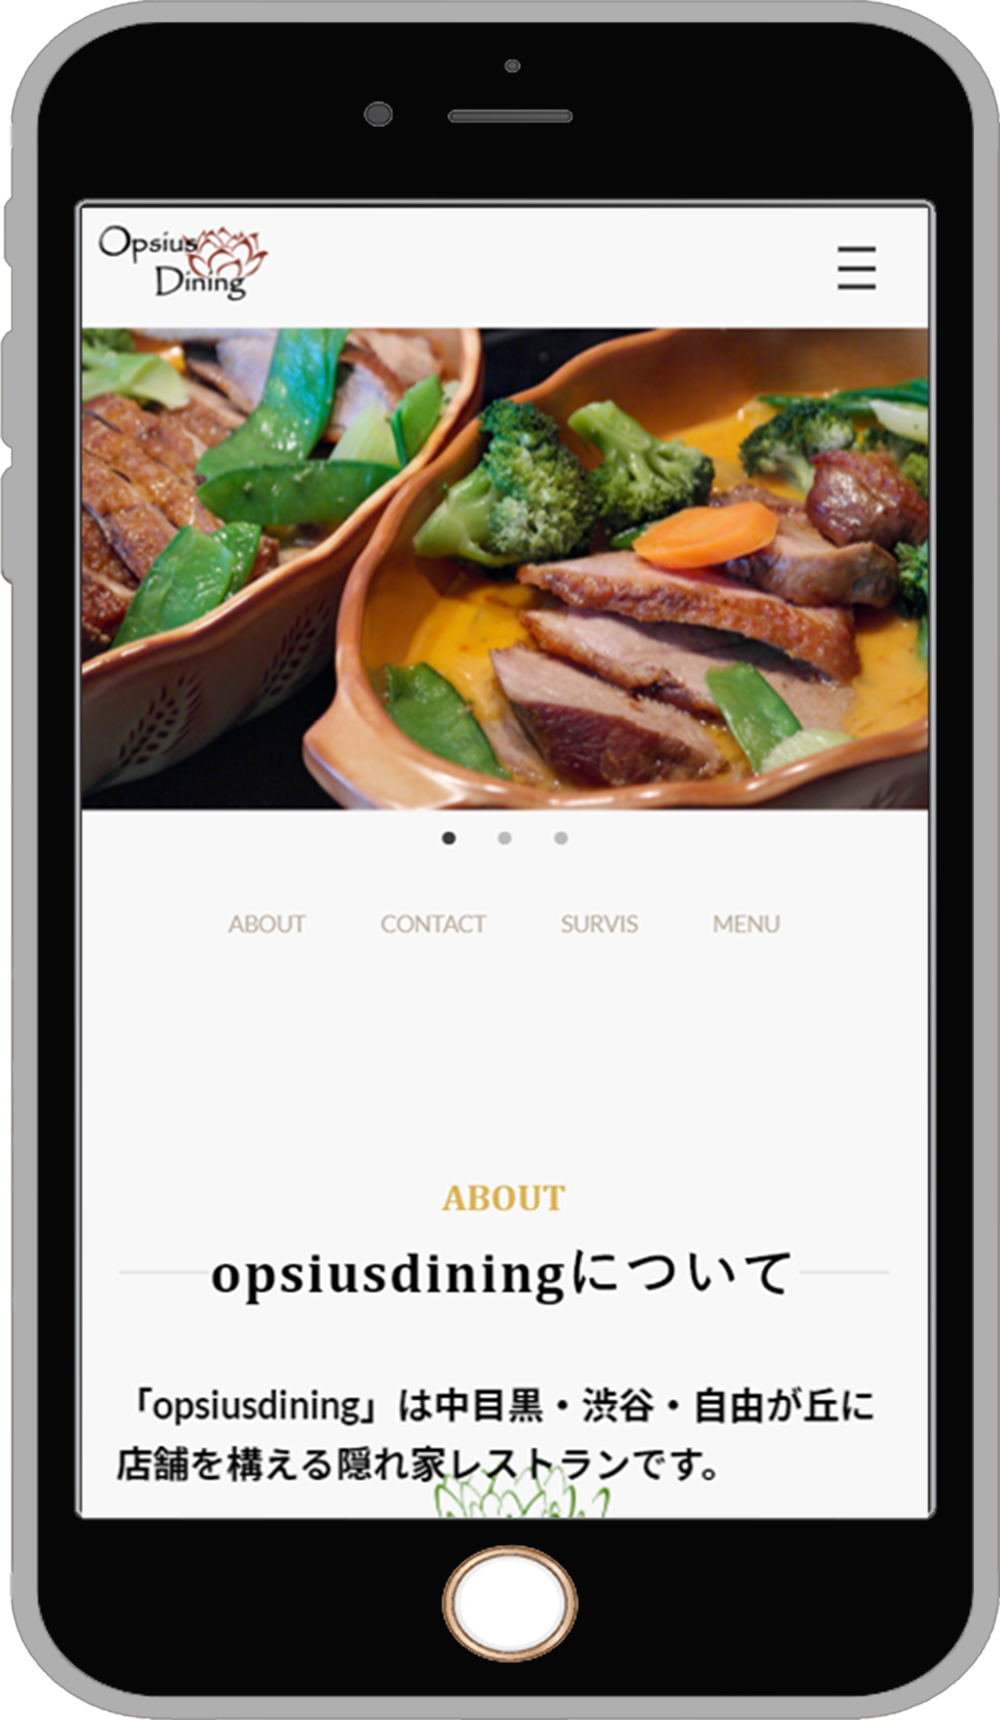 Opsius
Dining
ABOUT CONTACT SURVIS MENU
ABOUT
opsiusdiningについて
「opsiusdining」は中目黒・渋谷・自由が丘に
店舗を構える隠れ家レストランです。